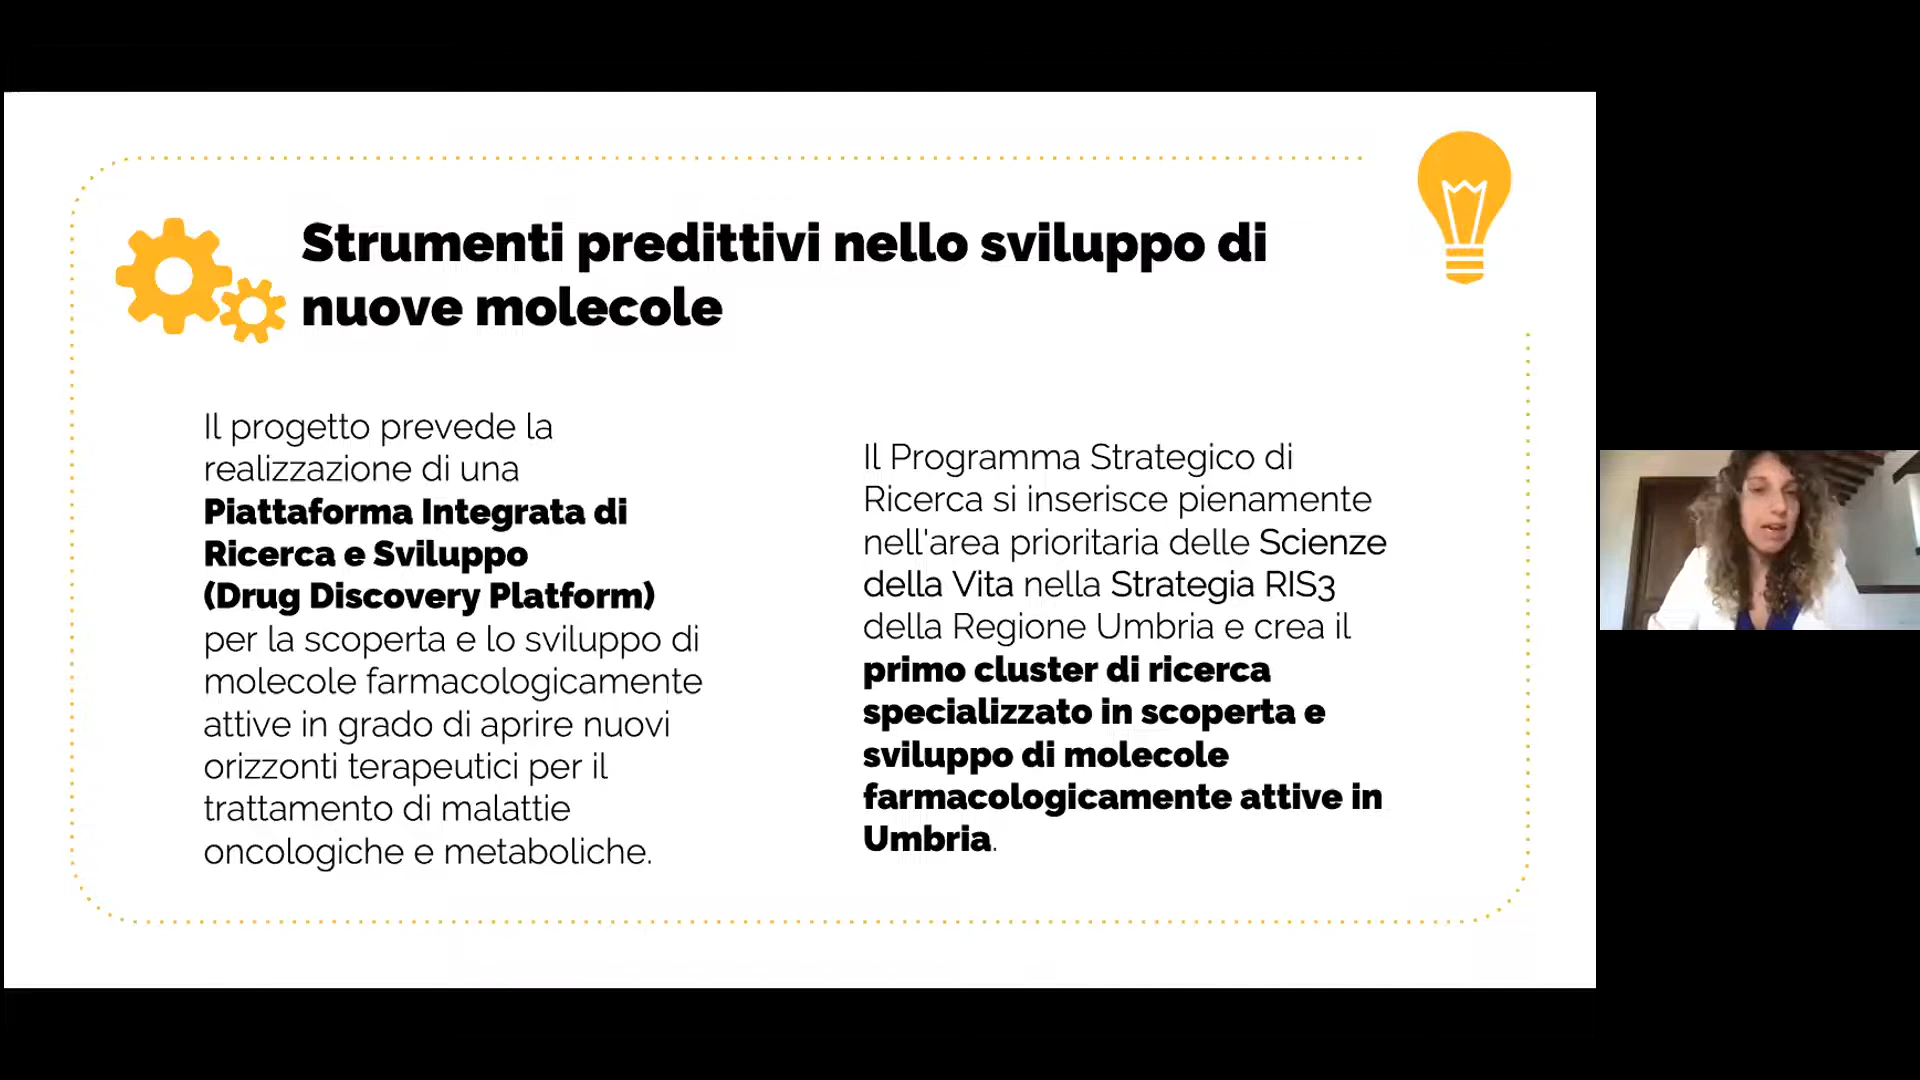 Strumenti predittivi nello sviluppo di
nuove molecole
Il progetto prevede la
realizzazione di una
Piattaforma Integrata di
Ricerca e Sviluppo
(Drug Discovery Platform)
per la scoperta e lo sviluppo di
molecole farmacologicamente
attive in grado di aprire nuovi
orizzonti terapeutici per il
trattamento di malattie
oncologiche e metaboliche.
Il Programma Strategico di
Ricerca si inserisce pienamente
nell'area prioritaria delle Scienze
della Vita nella Strategia RIS3
della Regione Umbria e crea il
primo cluster di ricerca
specializzato in scoperta e
sviluppo di molecole
farmacologicamente attive in
Umbria.